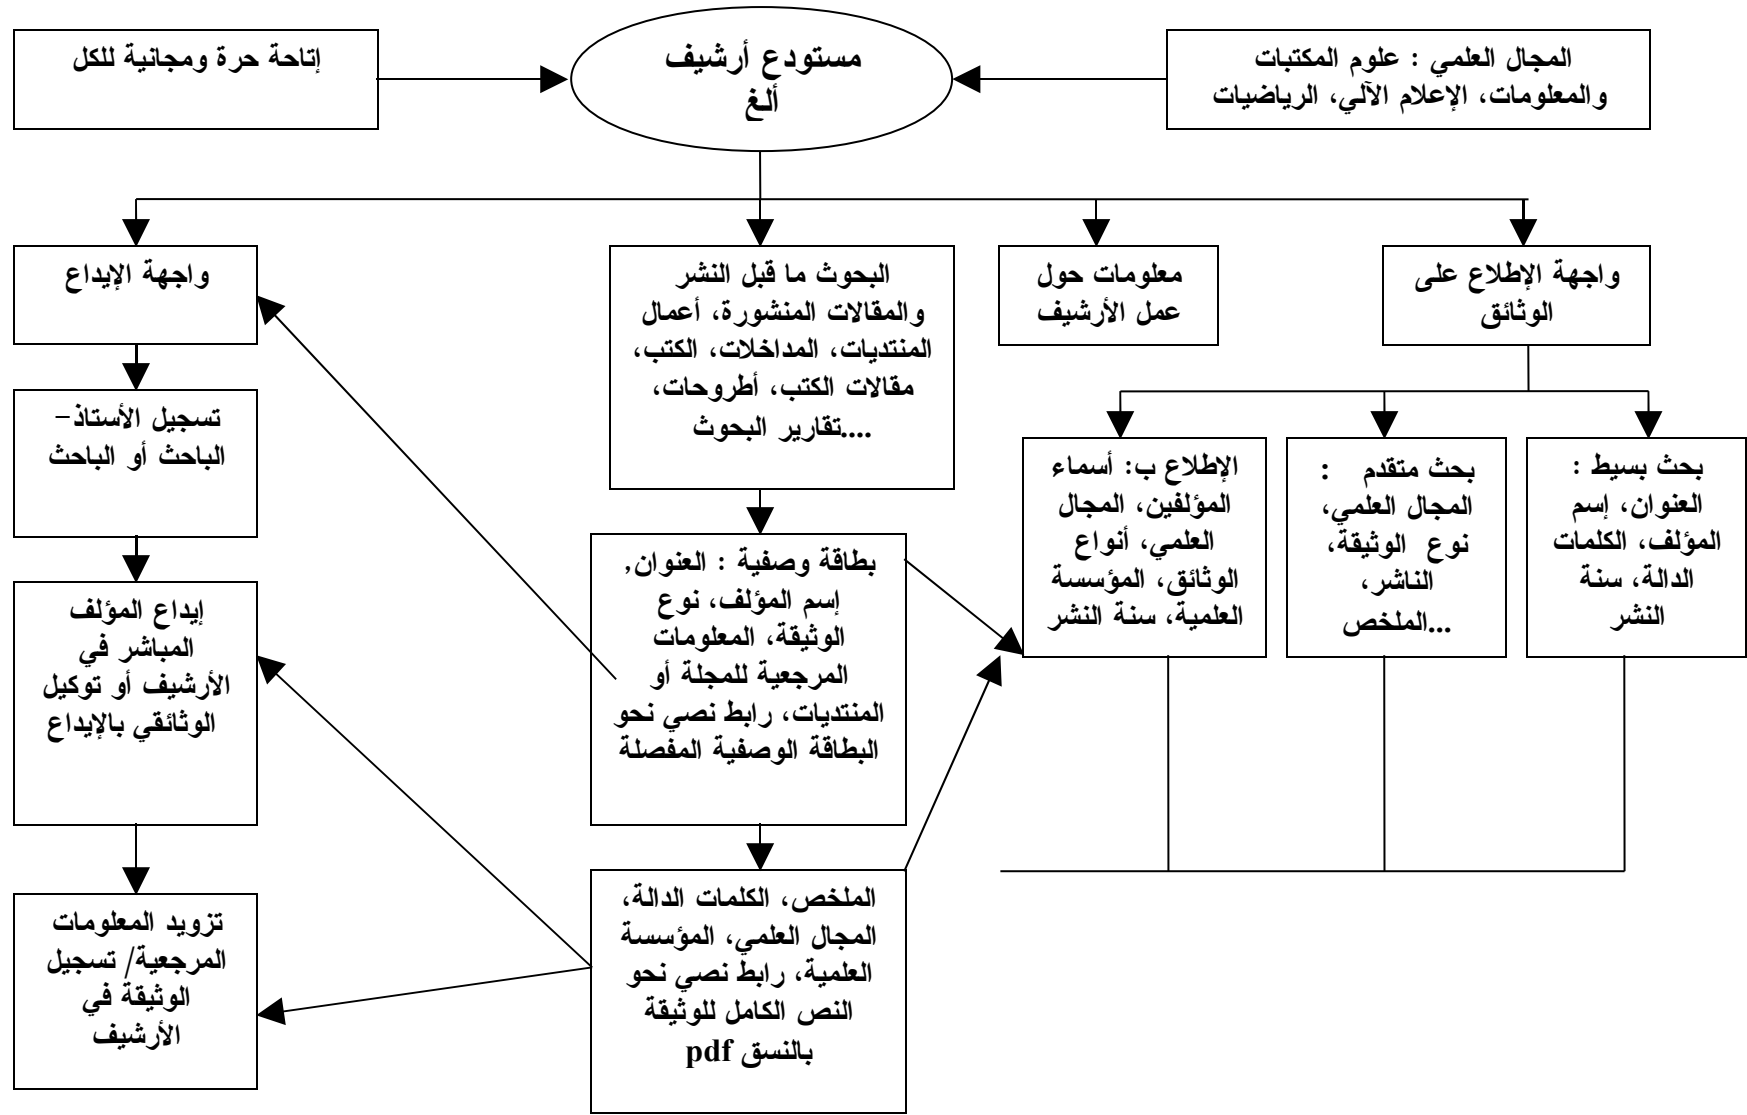 المجال العلمي : علوم المكتبات
والمعلومات، الإعلام الآلي، الرياضيات
مستودع أرشيف
ألغ
إتاحة حرة ومجانية للكل
واجهة الإطلاع على
الوثائق
معلومات حول
عمل الأرشيف
البحوث ما قبل النشر
والمقالات المنشورة، أعمال
المنتديات، المداخلات، الكتب،
مقالات الكتب، أطروحات،
تقارير البحوث....
واجهة الإيداع
بحث بسيط :
العنوان، إسم
المؤلف، الكلمات
الدالة، سنة
النشر
بحث متقدم :
المجال العلمي،
نوع الوثيقة،
الناشر،
الملخص...
الإطلاع ب: أسماء
المؤلفين، المجال
العلمي، أنواع
الوثائق، المؤسسة
العلمية، سنة النشر
بطاقة وصفية : العنوان,
إسم المؤلف، نوع
الوثيقة، المعلومات
المرجعية للمجلة أو
المنتديات، رابط نصي نحو
البطاقة الوصفية المفصلة
الملخص، الكلمات الدالة،
المجال العلمي، المؤسسة
العلمية، رابط نصي نحو
النص الكامل للوثيقة
بالنسق pdf
تسجيل الأستاذ–
الباحث أو الباحث
إيداع المؤلف
المباشر في
الأرشيف أو توكيل
الوثائقي بالإيداع
تزويد المعلومات
المرجعية/ تسجيل
الوثيقة في
الأرشيف